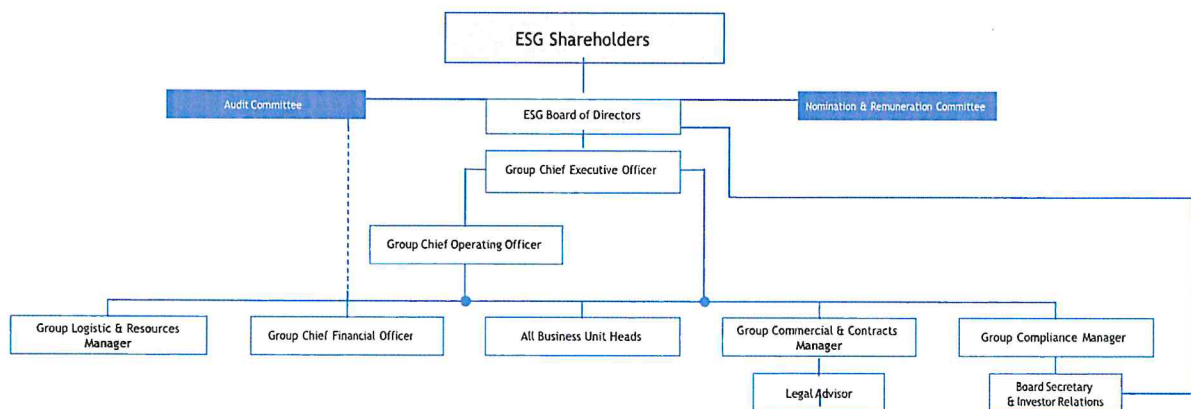 ESG Shareholders
Audit Committee
Nomination & Remuneration Committee
ESG Board of Directors
Group Chief Executive Officer
Group Chief Operating Officer
Group Logistic & Resources
Manager
Group Chief Financial Officer
All Business Unit Heads
Group Commercial & Contracts
Manager
Group Compliance Manager
Legal Advisor
Board Secretary
& Investor Relations